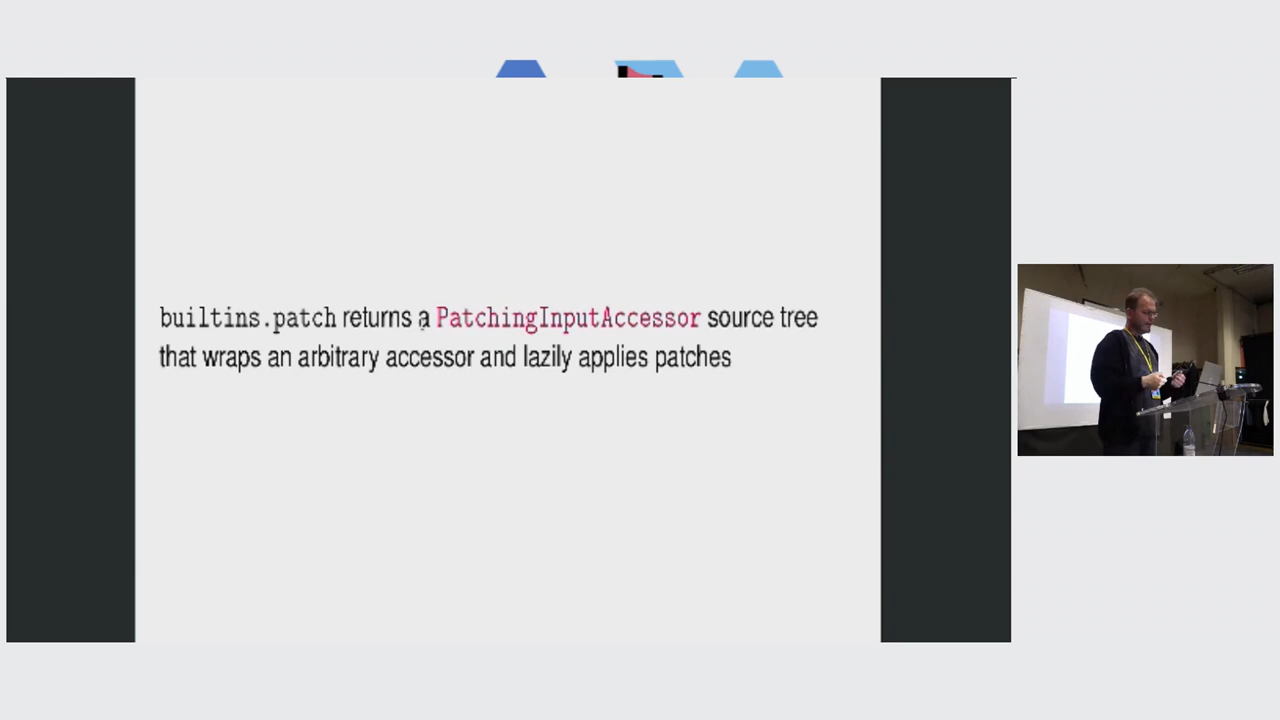 builtins.patch returns a PatchingInputAccessor source tree
that wraps an arbitrary accessor and lazily applies patches